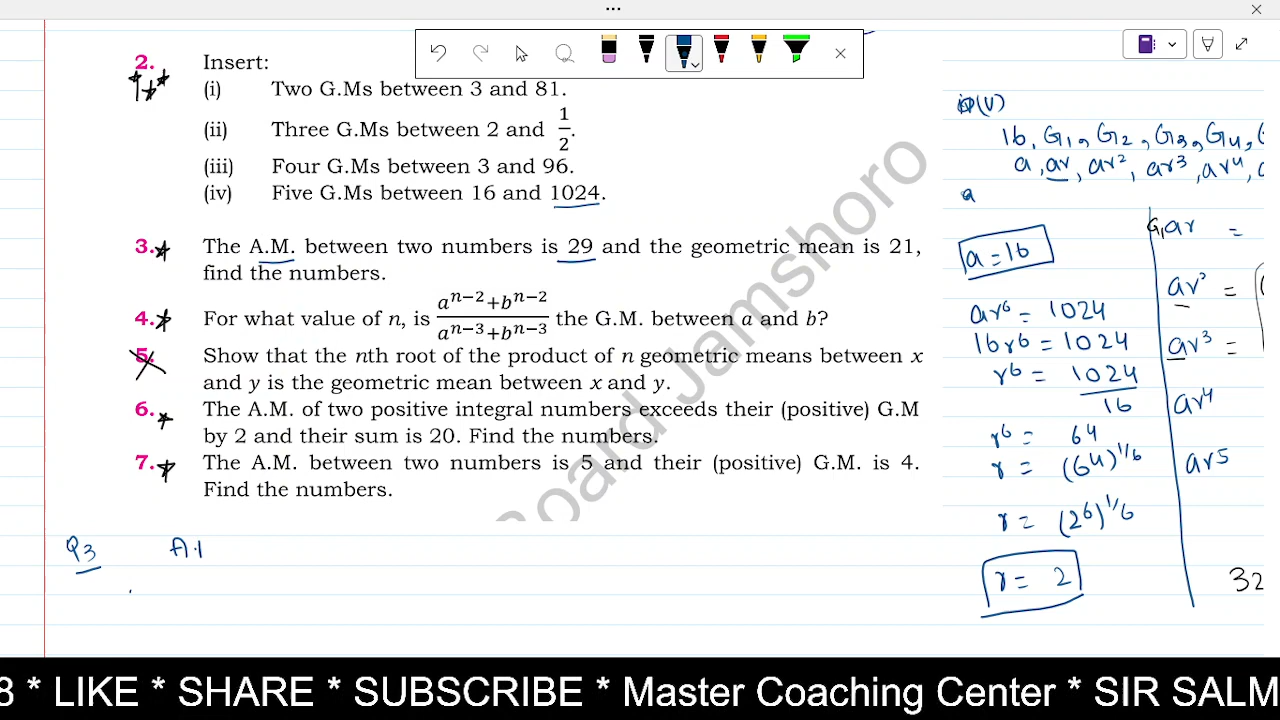 2. Insert:
(i) Two G.Ms between 3 and 81.
(ii) Three G.Ms between 2 and 1/2.
(iii) Four G.Ms between 3 and 96.
(iv) Five G.Ms between 16 and 1024.
3. The A.M. between two numbers is 29 and the geometric mean is 21,
find the numbers.
4. For what value of n, is (aⁿ⁻²+bⁿ⁻²)/(aⁿ⁻³+bⁿ⁻³) the G.M. between a and b?
5. Show that the nth root of the product of n geometric means between x
and y is the geometric mean between x and y.
6. The A.M. of two positive integral numbers exceeds their (positive) G.M
by 2 and their sum is 20. Find the numbers.
7. The A.M. between two numbers is 5 and their (positive) G.M. is 4.
Find the numbers.
Board Jamshoro
Q3 A.
(V)
16, G₁, G₂, G₃, G₄,
a, ar, ar², ar³, ar⁴,
a
a = 16
ar⁶ = 1024
16r⁶ = 1024
r⁶ = 1024/16
r⁶ = 64
r = (64)^1/6
r = (2⁶)^1/6
r = 2
G₁ ar =
ar² =
ar³ =
ar⁴
ar⁵
32
8 * LIKE * SHARE * SUBSCRIBE * Master Coaching Center * SIR SALM